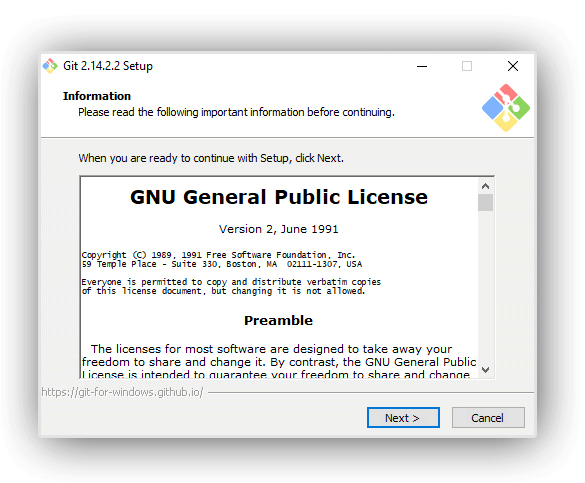 Git 2.14.2.2 Setup
Information
Please read the following important information before continuing.
When you are ready to continue with Setup, click Next.
GNU General Public License
Version 2, June 1991
Copyright (C) 1989, 1991 Free Software Foundation, Inc.
59 Temple Place - Suite 330, Boston, MA  02111-1307, USA
Everyone is permitted to copy and distribute verbatim copies
of this license document, but changing it is not allowed.
Preamble
The licenses for most software are designed to take away your
freedom to share and change it. By contrast, the GNU General Public
License is intended to guarantee your freedom to share and change
https://git-for-windows.github.io/
Next >
Cancel